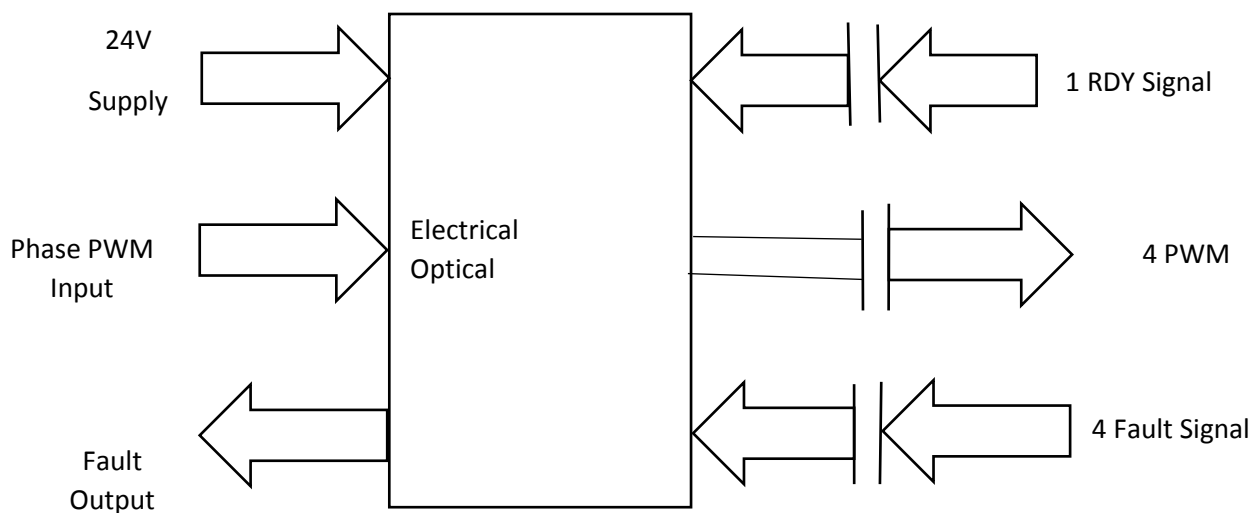 24V
Supply
Phase PWM
Input
Fault
Output
Electrical
Optical
1 RDY Signal
4 PWM
4 Fault Signal